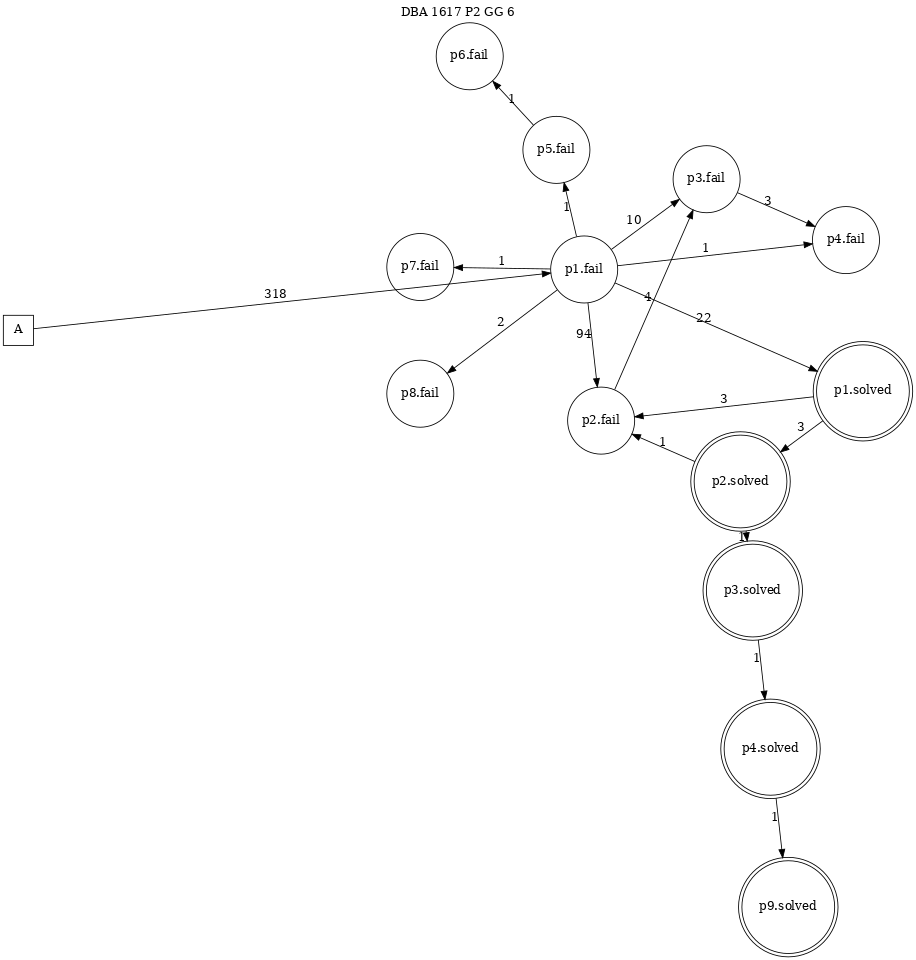 DBA 1617 P2 GG 6
p6.fail
1
p5.fail
p3.fail
3
1
10
p4.fail
1
p7.fail
1
p1.fail
318
4
A
2
94
22
p8.fail
p1.solved
3
p2.fail
3
1
p2.solved
1
p3.solved
1
p4.solved
1
p9.solved